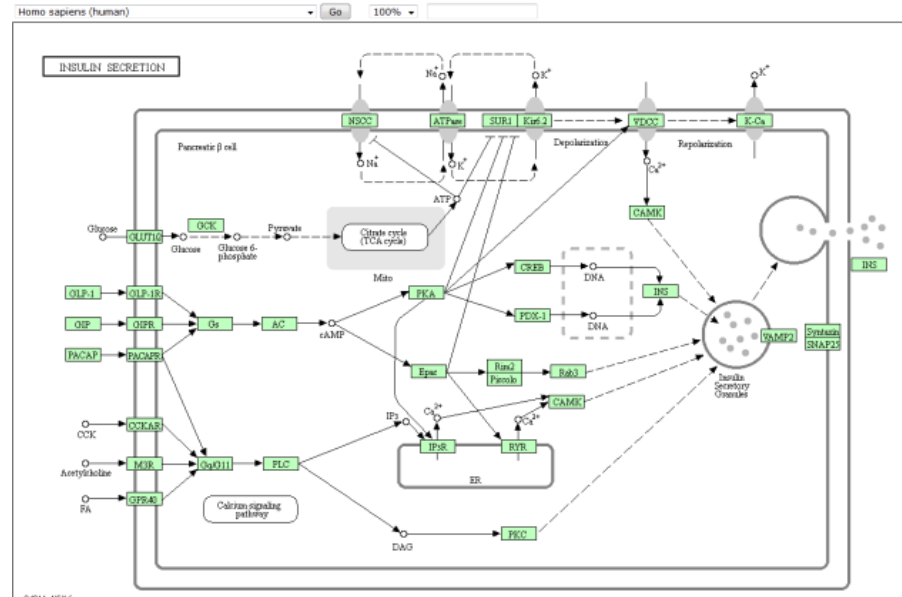 Homo sapiens (human)
Go
100%
INSULIN SECRETION
Na+
K+
K+
NSCC
ATPase
SUR1
Kir6.2
VDCC
K-Ca
Pancreatic β cell
Depolarization
Repolarization
Na+
K+
Ca2+
ATP
CAMK
Glucose
GLUT10
GCK
Glucose
Glucose 6-
phosphate
Pyruvate
Citrate cycle
(TCA cycle)
Mito
INS
CREB
DNA
GLP-1
GLP-1R
PKA
INS
GIP
GIPR
Gs
AC
cAMP
PDX-1
DNA
PACAP
PACAPR
VAMP2
Syntaxin
SNAP25
Epac
Rim2
Piccolo
Rab3
Insulin
Secretory
Granules
CAMK
CCK
CCKAR
IP3
Ca2+
Ca2+
IP3R
RYR
ER
Acetylcholine
M3R
Gq/G11
PLC
FA
GPR40
Calcium signaling
pathway
DAG
PKC